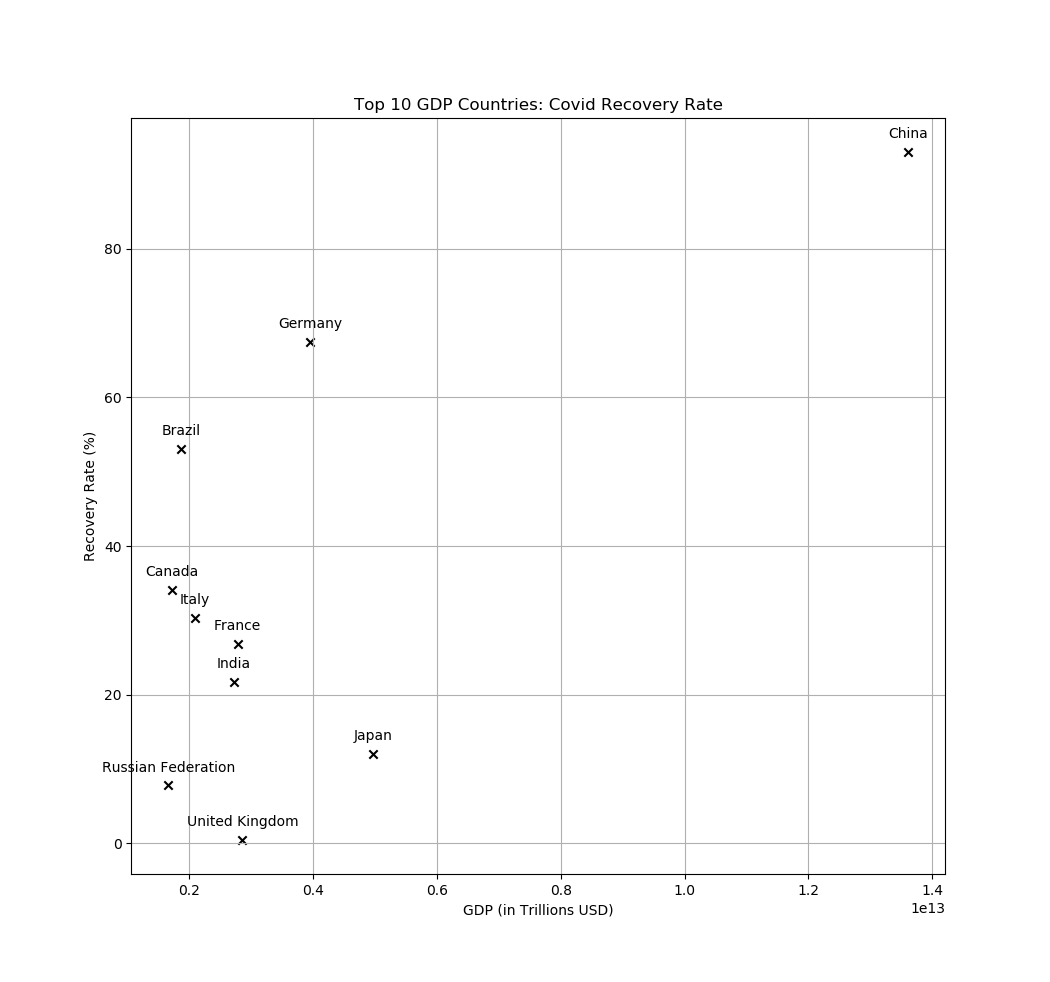 Top 10 GDP Countries: Covid Recovery Rate
China
80
Germany
60
Brazil
Recovery Rate (%)
40
Canada
Italy
France
India
20
Japan
Russian Federation
United Kingdom
0
0.2 0.4 0.6 0.8 1.0 1.2 1.4
1e13
GDP (in Trillions USD)